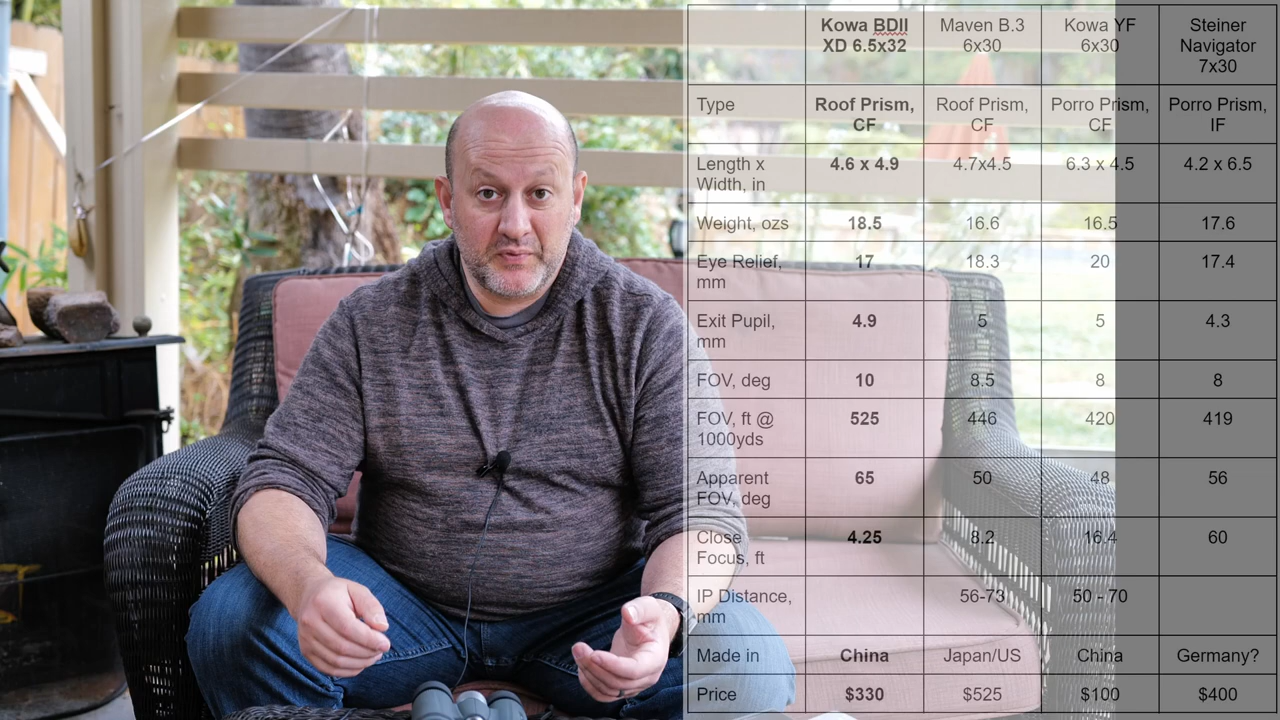 Kowa BDII
XD 6.5x32
Maven B.3
6x30
Kowa YF
6x30
Steiner
Navigator
7x30
Type
Roof Prism,
CF
Roof Prism,
CF
Porro Prism,
CF
Porro Prism,
IF
Length x
Width, in
4.6 x 4.9
4.7x4.5
6.3 x 4.5
4.2 x 6.5
Weight, ozs
18.5
16.6
16.5
17.6
Eye Relief,
mm
17
18.3
20
17.4
Exit Pupil,
mm
4.9
5
5
4.3
FOV, deg
10
8.5
8
8
FOV, ft @
1000yds
525
446
420
419
Apparent
FOV, deg
65
50
48
56
Close
Focus, ft
4.25
8.2
16.4
60
IP Distance,
mm
56-73
50 - 70
Made in
China
Japan/US
China
Germany?
Price
$330
$525
$100
$400